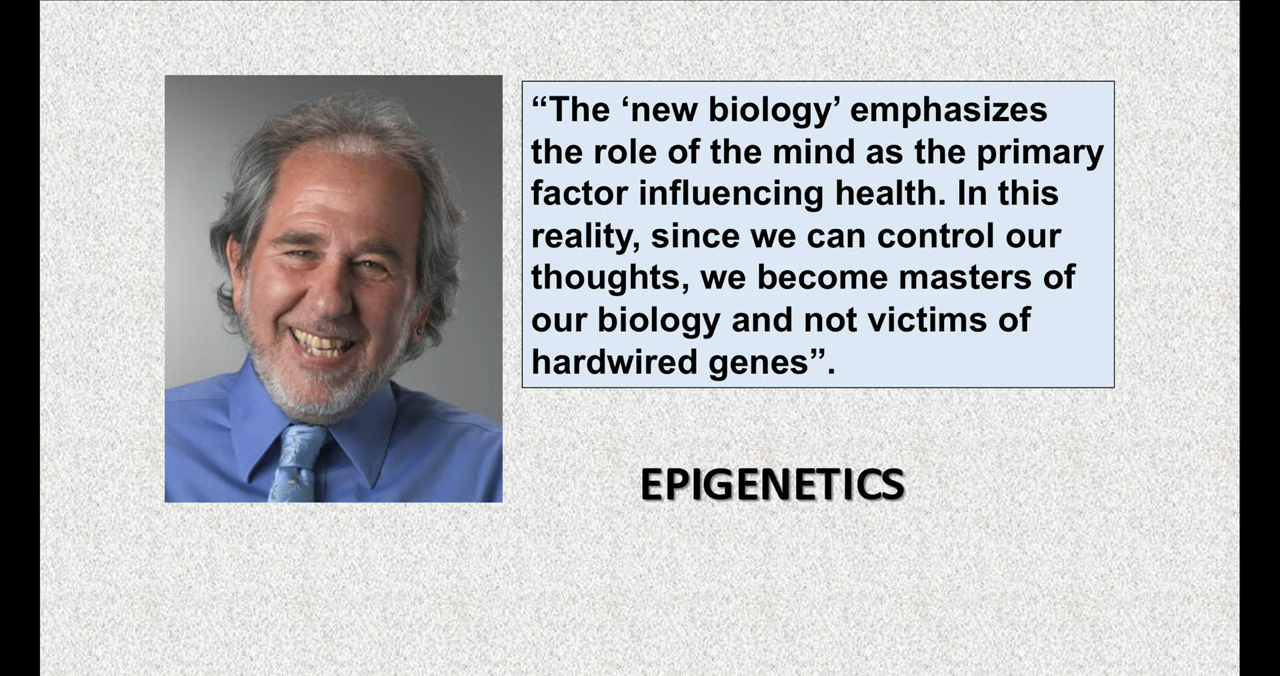 “The ‘new biology’ emphasizes
the role of the mind as the primary
factor influencing health. In this
reality, since we can control our
thoughts, we become masters of
our biology and not victims of
hardwired genes”.
EPIGENETICS